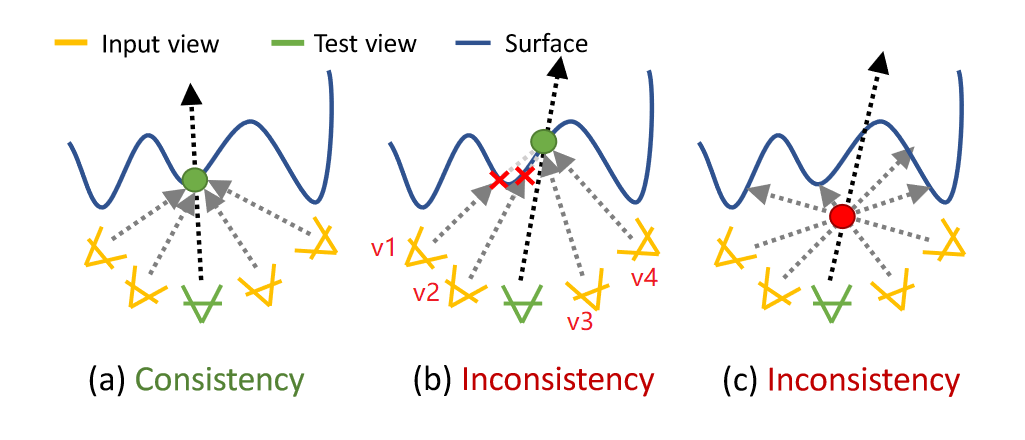 Input view
Test view
Surface
v1
v2
v3
v4
(a) Consistency
(b) Inconsistency
(c) Inconsistency